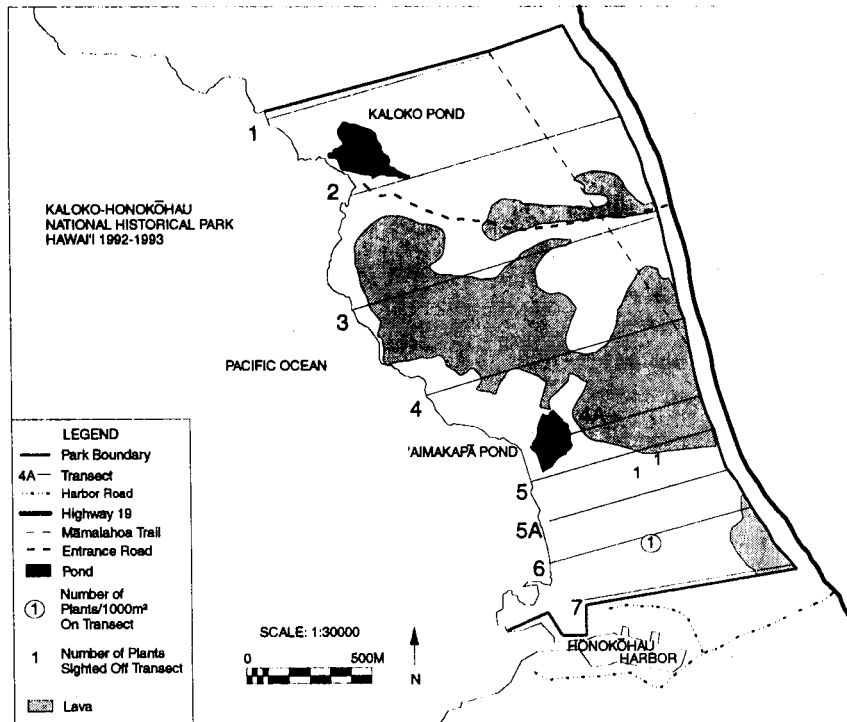 KALOKO POND
1
2
KALOKO-HONOKŌHAU
NATIONAL HISTORICAL PARK
HAWAI'I 1992-1993
3
PACIFIC OCEAN
4
4A
'AIMAKAPĀ POND
1 1
5
5A
6
1
7
HONOKŌHAU
HARBOR
LEGEND
Park Boundary
4A Transect
Harbor Road
Highway 19
Māmalahoa Trail
Entrance Road
Pond
1 Number of
Plants/1000m²
On Transect
1 Number of Plants
Sighted Off Transect
Lava
SCALE: 1:30000
0 500M
N